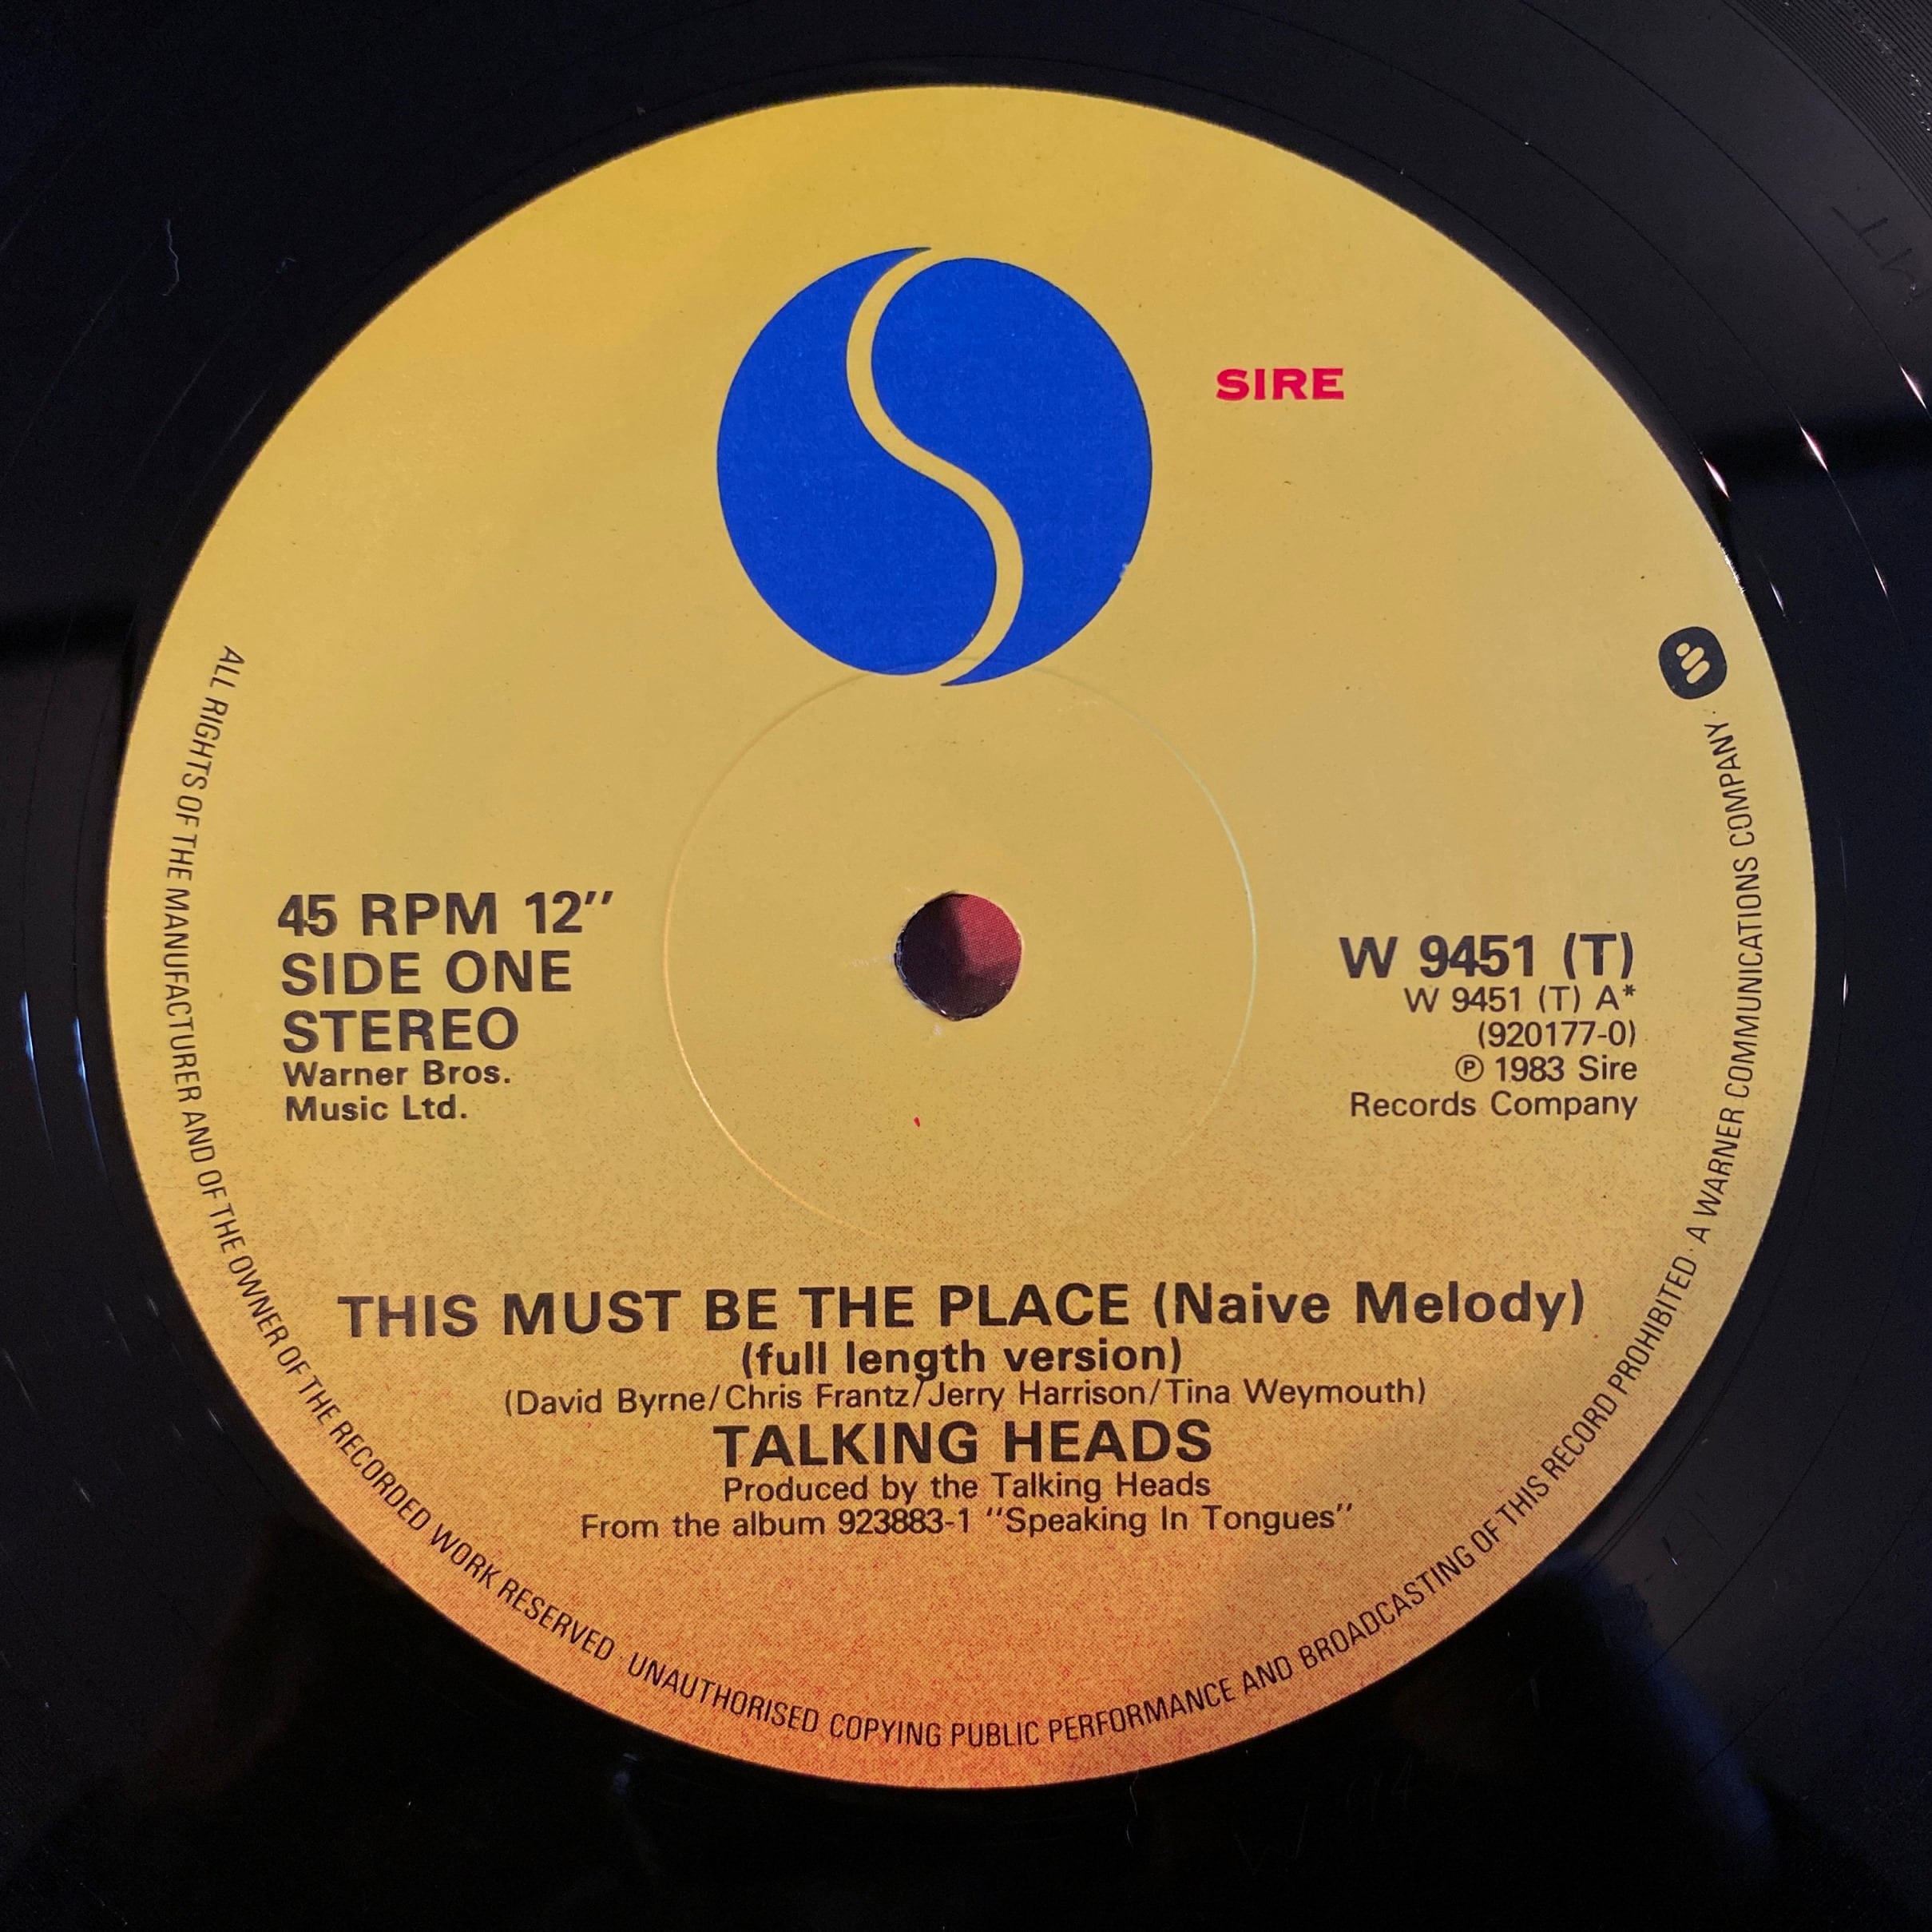 SIRE
45 RPM 12"
SIDE ONE
STEREO
Warner Bros.
Music Ltd.
W 9451 (T)
W 9451 (T) A*
(920177-0)
℗ 1983 Sire
Records Company
THIS MUST BE THE PLACE (Naive Melody)
(full length version)
(David Byrne/Chris Frantz/Jerry Harrison/Tina Weymouth)
TALKING HEADS
Produced by the Talking Heads
From the album 923883-1 "Speaking In Tongues"
ALL RIGHTS OF THE MANUFACTURER AND OF THE OWNER OF THE RECORDED WORK RESERVED · UNAUTHORISED COPYING PUBLIC PERFORMANCE AND BROADCASTING OF THIS RECORD PROHIBITED · A WARNER COMMUNICATIONS COMPANY ·